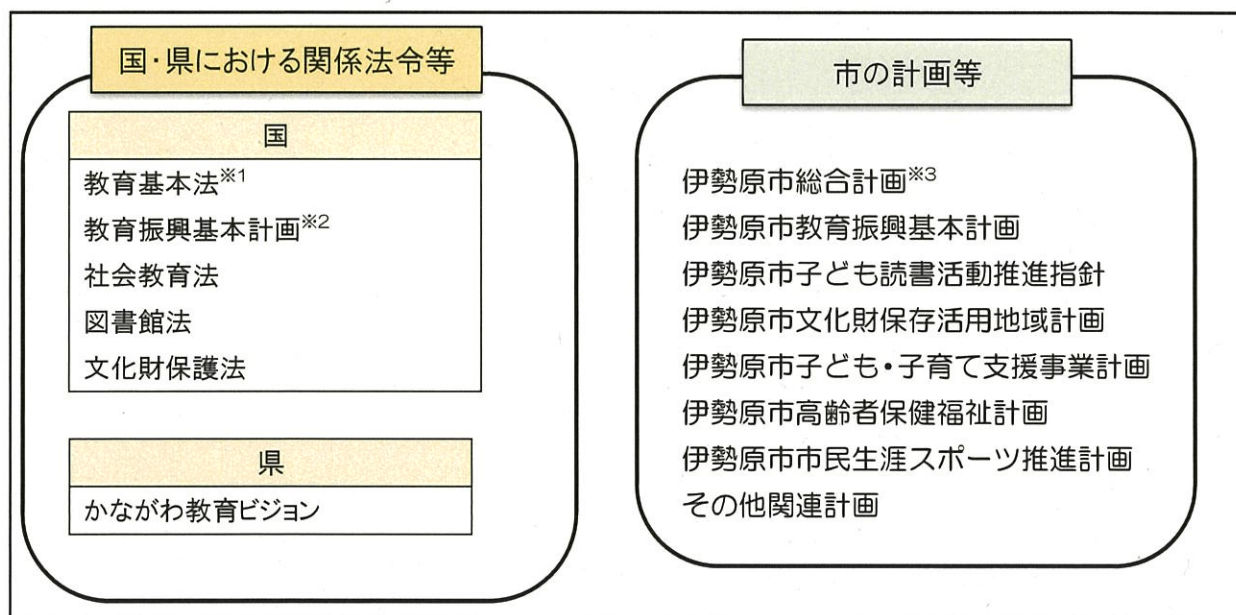 国・県における関係法令等
国
教育基本法※1
教育振興基本計画※2
社会教育法
図書館法
文化財保護法
県
かながわ教育ビジョン
市の計画等
伊勢原市総合計画※3
伊勢原市教育振興基本計画
伊勢原市子ども読書活動推進指針
伊勢原市文化財保存活用地域計画
伊勢原市子ども・子育て支援事業計画
伊勢原市高齢者保健福祉計画
伊勢原市市民生涯スポーツ推進計画
その他関連計画